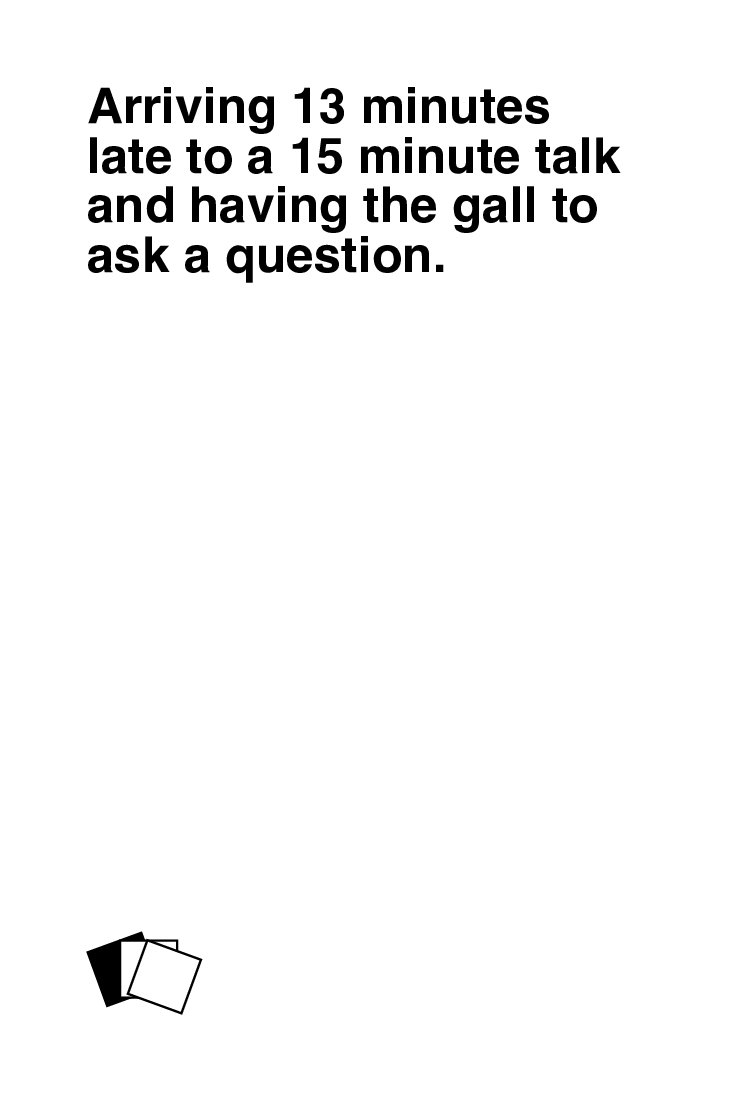 Arriving 13 minutes
late to a 15 minute talk
and having the gall to
ask a question.